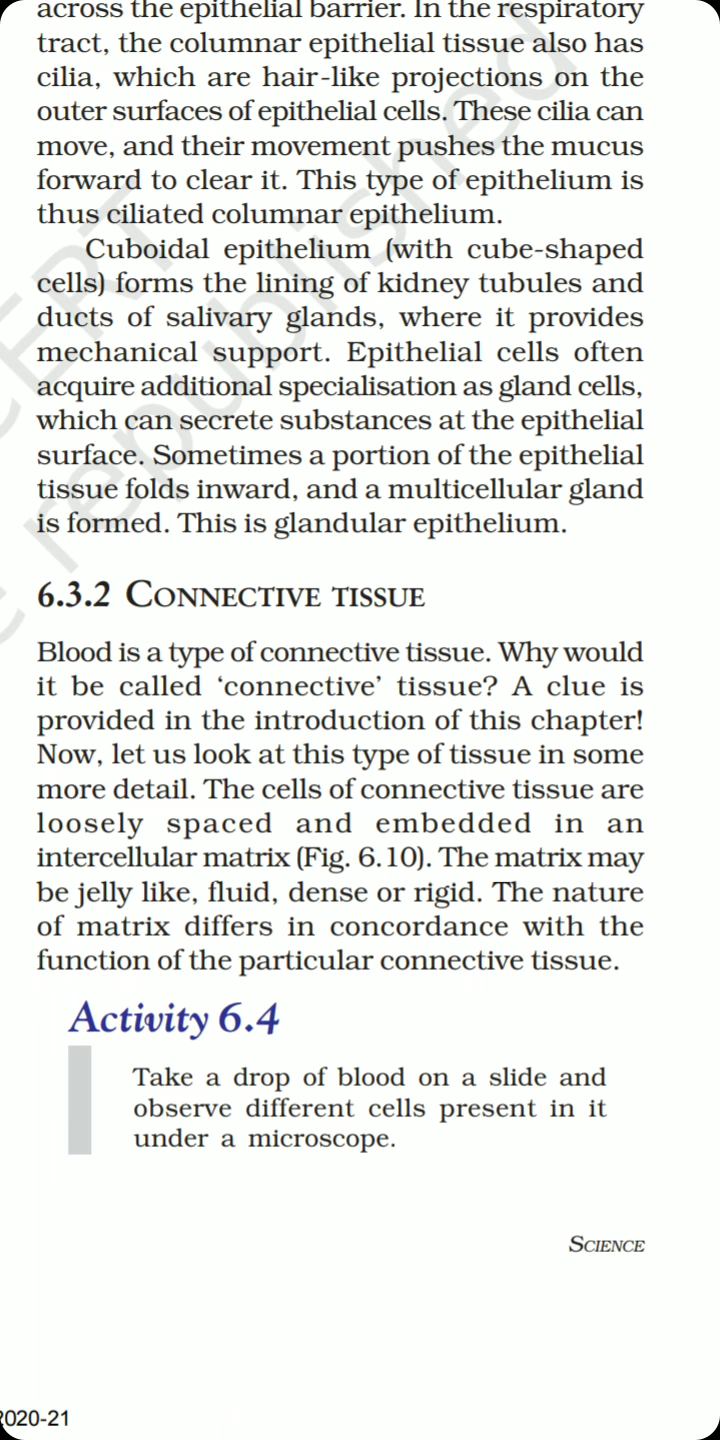 across the epithelial barrier. In the respiratory
tract, the columnar epithelial tissue also has
cilia, which are hair-like projections on the
outer surfaces of epithelial cells. These cilia can
move, and their movement pushes the mucus
forward to clear it. This type of epithelium is
thus ciliated columnar epithelium.
Cuboidal epithelium (with cube-shaped
cells) forms the lining of kidney tubules and
ducts of salivary glands, where it provides
mechanical support. Epithelial cells often
acquire additional specialisation as gland cells,
which can secrete substances at the epithelial
surface. Sometimes a portion of the epithelial
tissue folds inward, and a multicellular gland
is formed. This is glandular epithelium.
6.3.2 CONNECTIVE TISSUE
Blood is a type of connective tissue. Why would
it be called ‘connective’ tissue? A clue is
provided in the introduction of this chapter!
Now, let us look at this type of tissue in some
more detail. The cells of connective tissue are
loosely spaced and embedded in an
intercellular matrix (Fig. 6.10). The matrix may
be jelly like, fluid, dense or rigid. The nature
of matrix differs in concordance with the
function of the particular connective tissue.
Activity 6.4
Take a drop of blood on a slide and
observe different cells present in it
under a microscope.
SCIENCE
2020-21